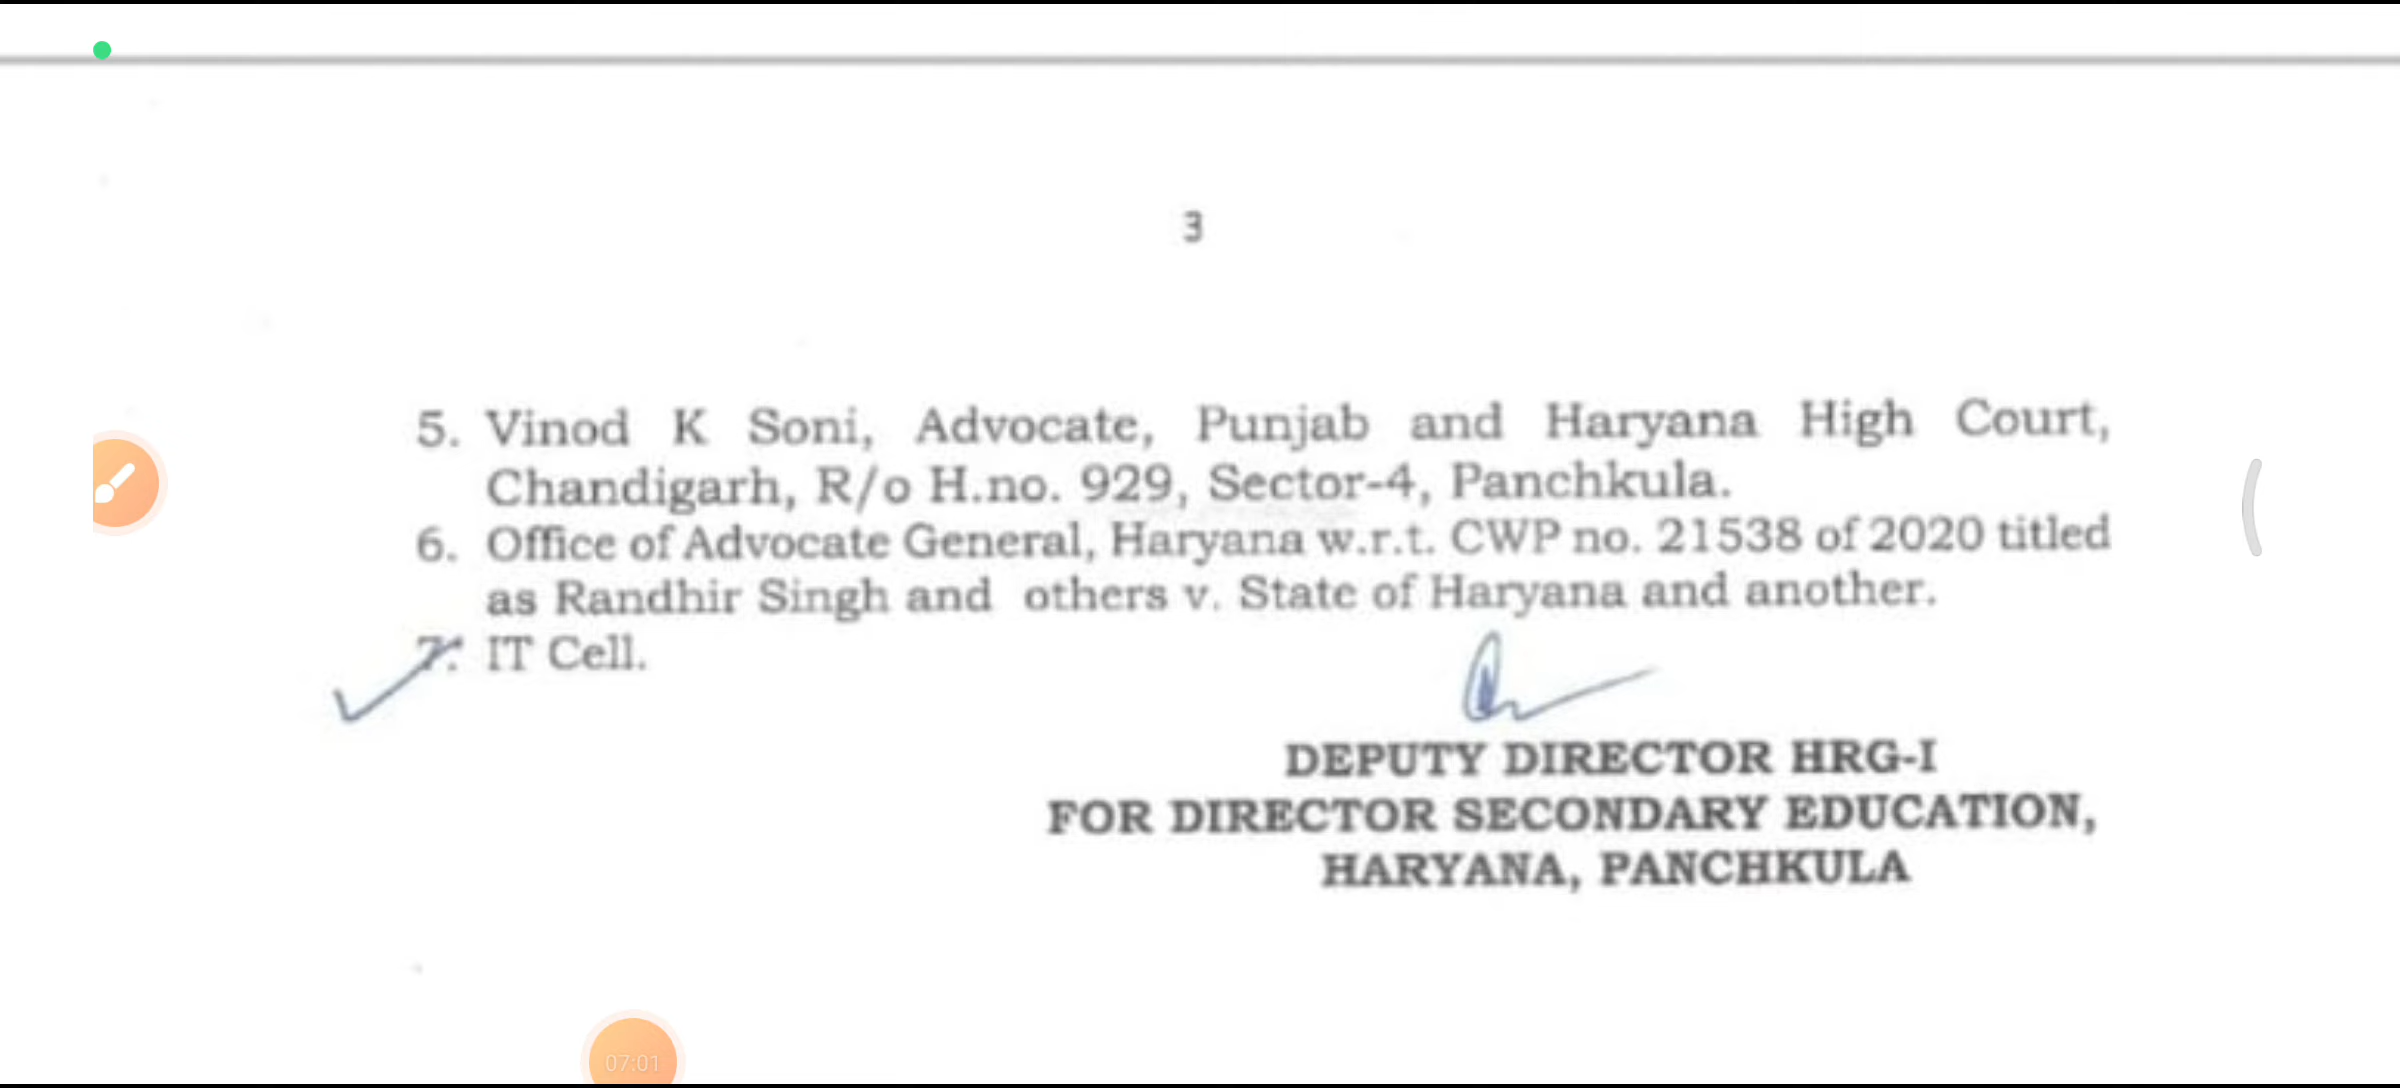 3
5. Vinod K Soni, Advocate, Punjab and Haryana High Court,
Chandigarh, R/o H.no. 929, Sector-4, Panchkula.
6. Office of Advocate General, Haryana w.r.t. CWP no. 21538 of 2020 titled
as Randhir Singh and others v. State of Haryana and another.
7. IT Cell.
DEPUTY DIRECTOR HRG-I
FOR DIRECTOR SECONDARY EDUCATION,
HARYANA, PANCHKULA
07:01